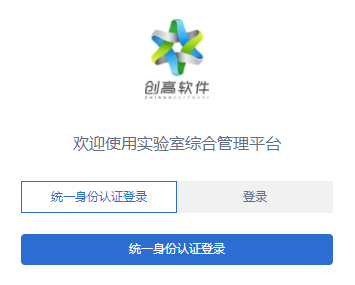 创高软件
欢迎使用实验室综合管理平台
统一身份认证登录
登录
统一身份认证登录